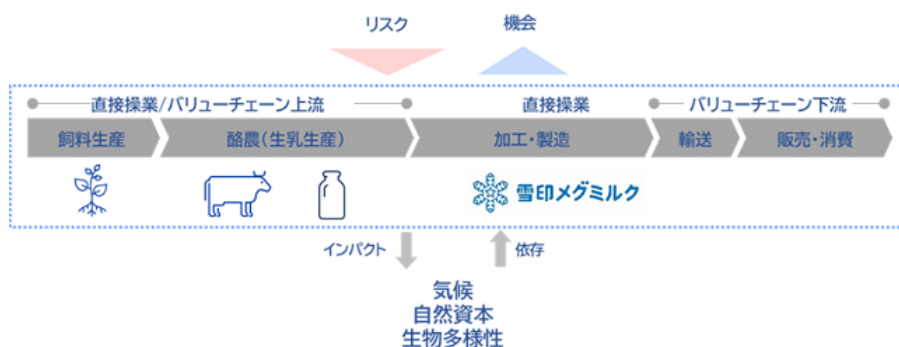 リスク
機会
直接操業/バリューチェーン上流
直接操業
バリューチェーン下流
飼料生産
酪農(生乳生産)
加工・製造
輸送
販売・消費
雪印メグミルク
インパクト
依存
気候
自然資本
生物多様性